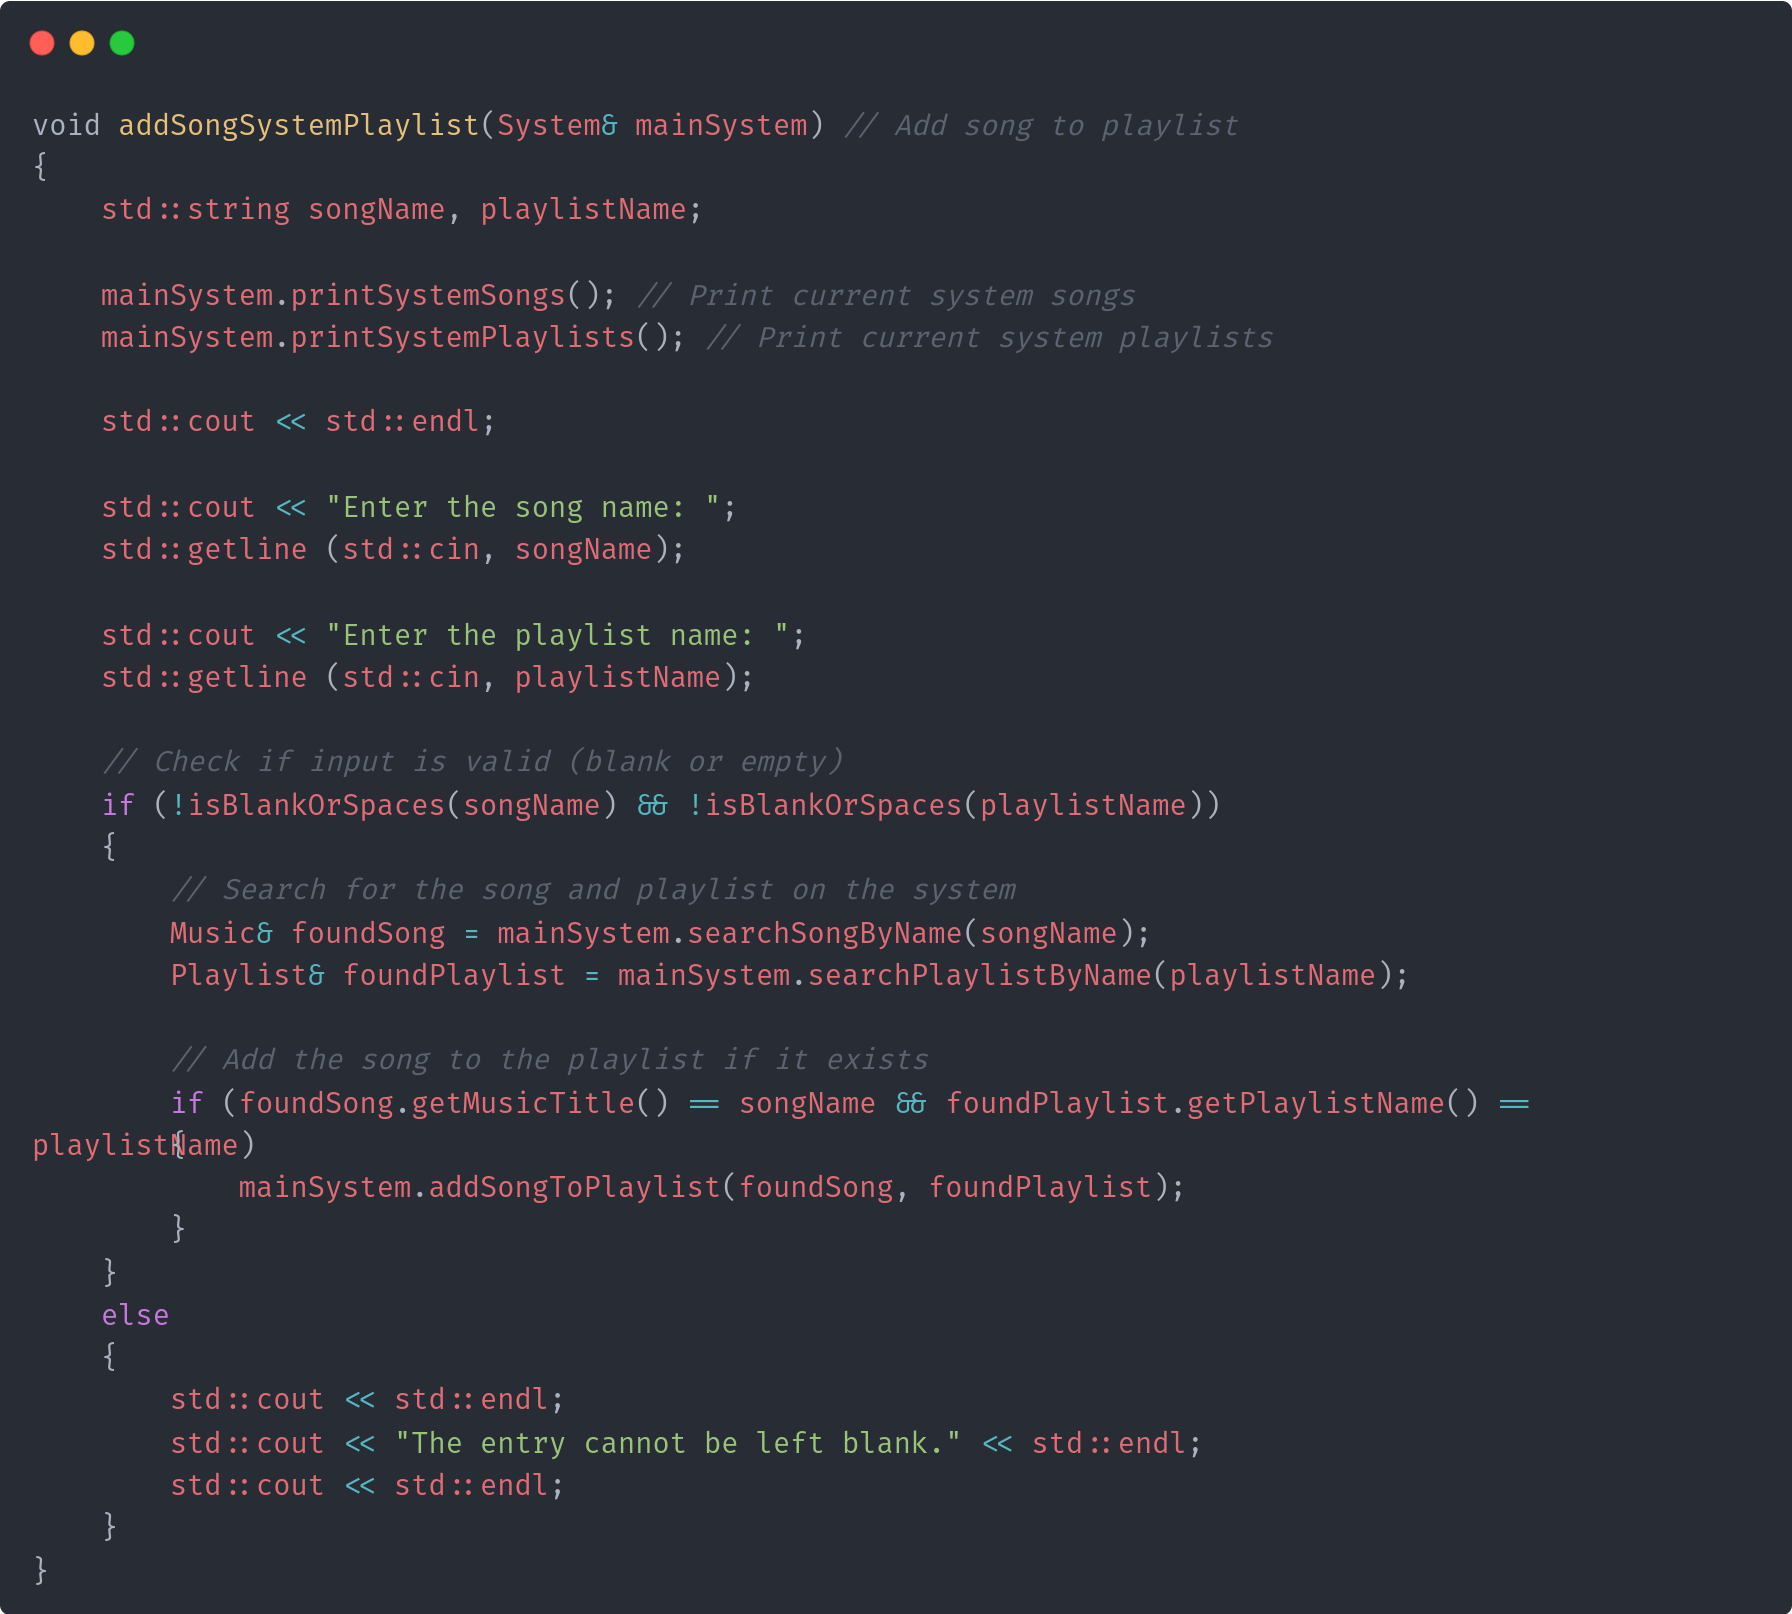 void addSongSystemPlaylist(System& mainSystem) // Add song to playlist
{
    std::string songName, playlistName;

    mainSystem.printSystemSongs(); // Print current system songs
    mainSystem.printSystemPlaylists(); // Print current system playlists

    std::cout << std::endl;

    std::cout << "Enter the song name: ";
    std::getline (std::cin, songName);

    std::cout << "Enter the playlist name: ";
    std::getline (std::cin, playlistName);

    // Check if input is valid (blank or empty)
    if (!isBlankOrSpaces(songName) && !isBlankOrSpaces(playlistName))
    {
        // Search for the song and playlist on the system
        Music& foundSong = mainSystem.searchSongByName(songName);
        Playlist& foundPlaylist = mainSystem.searchPlaylistByName(playlistName);

        // Add the song to the playlist if it exists
        if (foundSong.getMusicTitle() == songName && foundPlaylist.getPlaylistName() ==
playlistName)
        {
            mainSystem.addSongToPlaylist(foundSong, foundPlaylist);
        }
    }
    else
    {
        std::cout << std::endl;
        std::cout << "The entry cannot be left blank." << std::endl;
        std::cout << std::endl;
    }
}